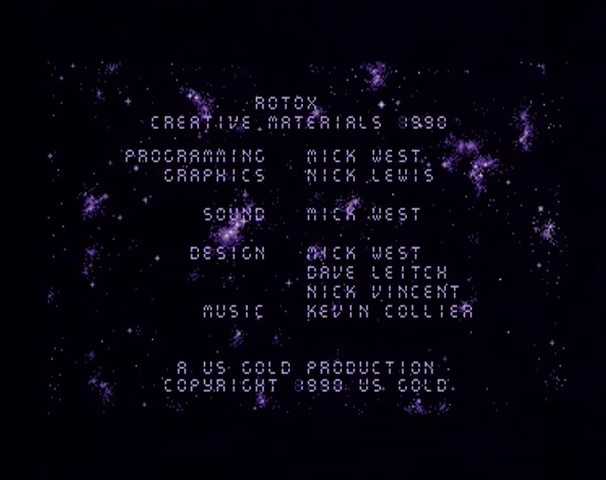 ROTOX
CREATIVE MATERIALS 1990
PROGRAMMING MICK WEST
GRAPHICS NICK LEWIS
SOUND MICK WEST
DESIGN MICK WEST
DAVE LEITCH
NICK VINCENT
MUSIC KEVIN COLLIER
A US GOLD PRODUCTION
COPYRIGHT 1990 US GOLD